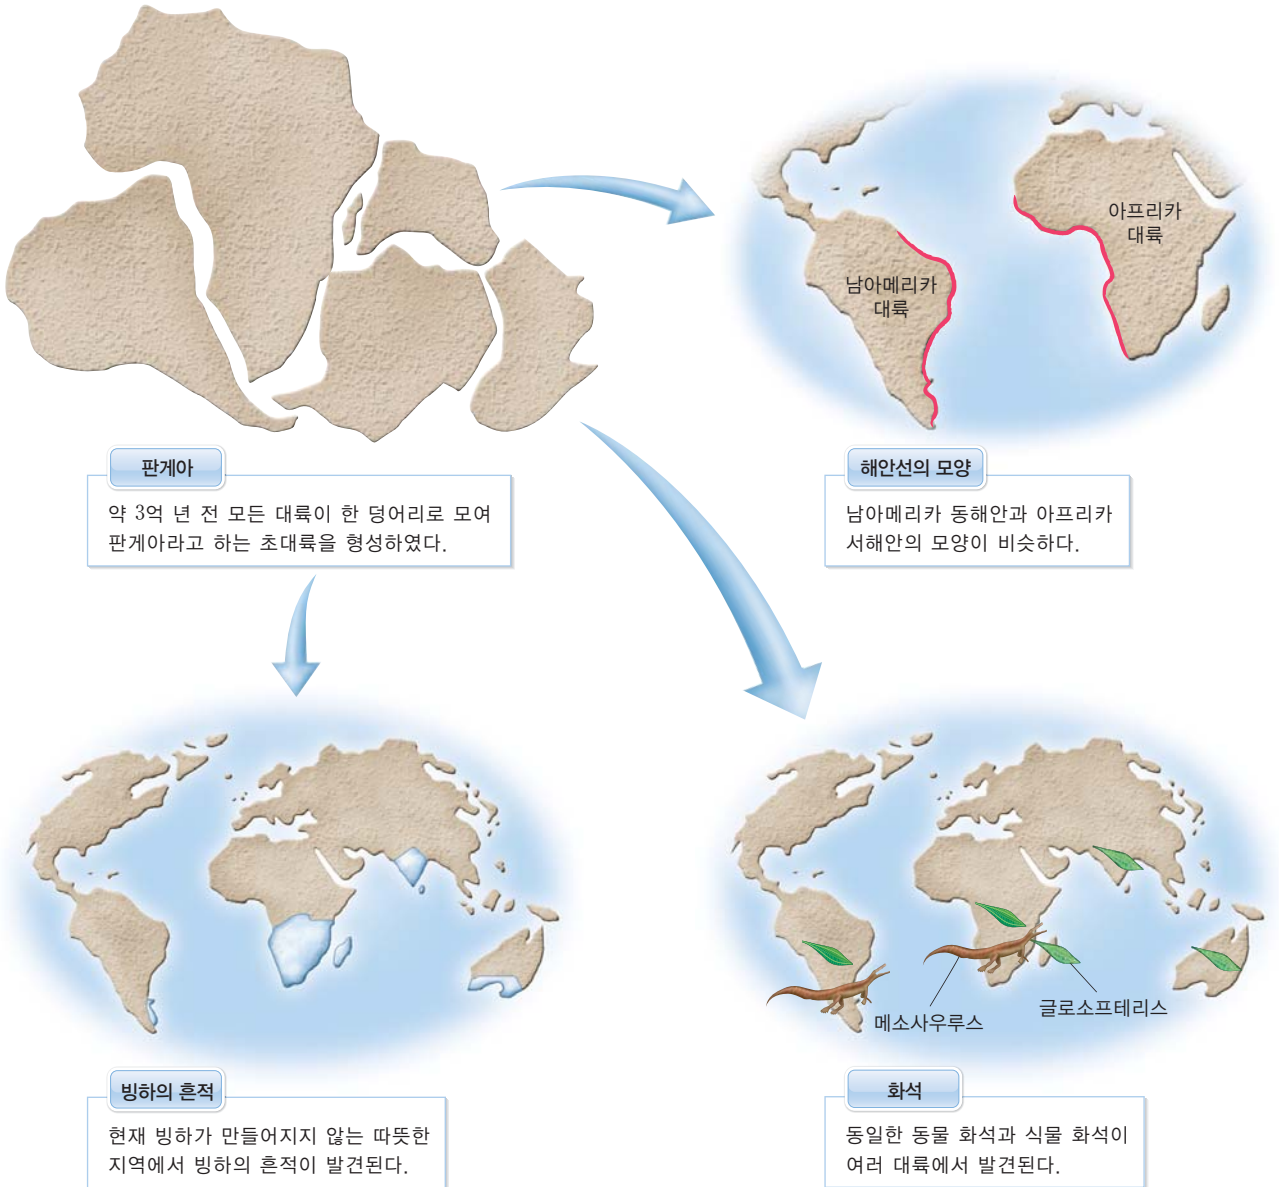 아프리카
대륙
남아메리카
대륙
판게아
약 3억 년 전 모든 대륙이 한 덩어리로 모여
판게아라고 하는 초대륙을 형성하였다.
해안선의 모양
남아메리카 동해안과 아프리카
서해안의 모양이 비슷하다.
메소사우루스
글로소프테리스
빙하의 흔적
현재 빙하가 만들어지지 않는 따뜻한
지역에서 빙하의 흔적이 발견된다.
화석
동일한 동물 화석과 식물 화석이
여러 대륙에서 발견된다.